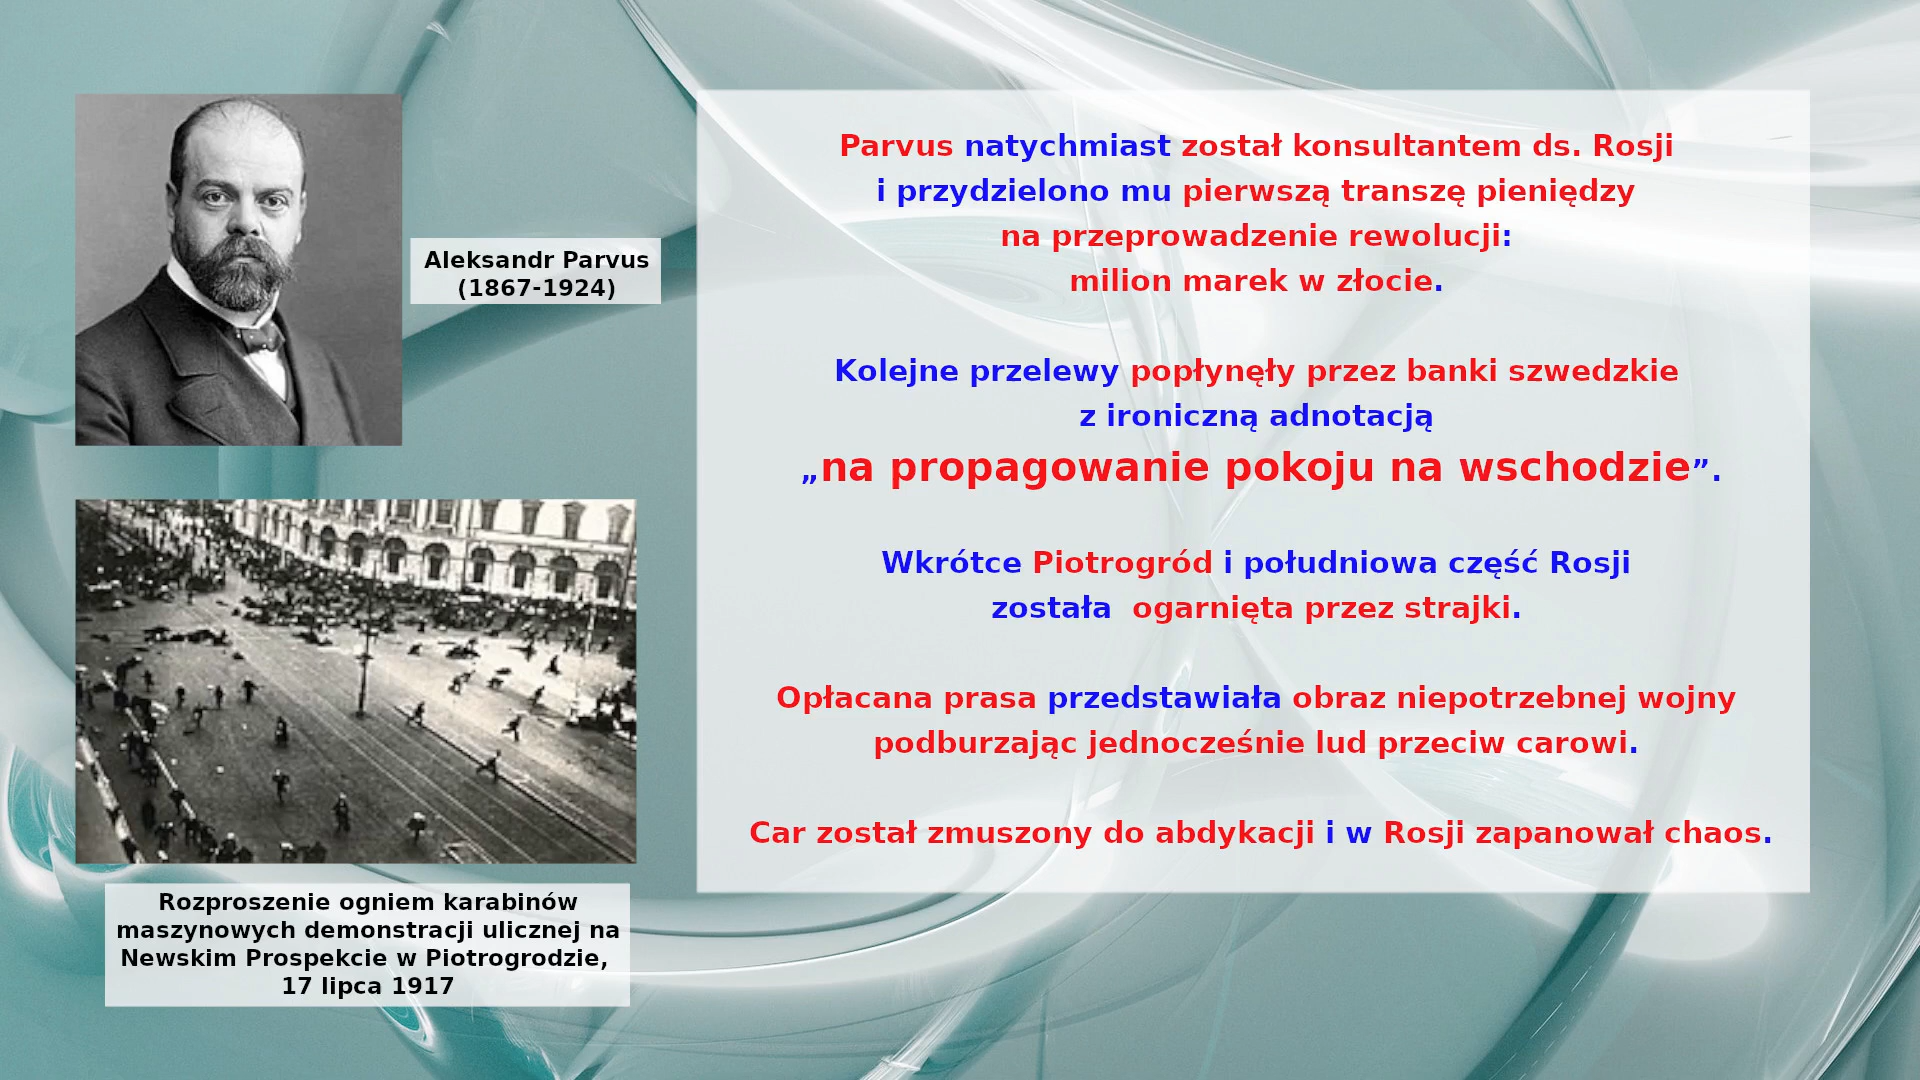 Aleksandr Parvus
(1867-1924)
Rozproszenie ogniem karabinów
maszynowych demonstracji ulicznej na
Newskim Prospekcie w Piotrogrodzie,
17 lipca 1917
Parvus natychmiast został konsultantem ds. Rosji
i przydzielono mu pierwszą transzę pieniędzy
na przeprowadzenie rewolucji:
milion marek w złocie.
Kolejne przelewy popłynęły przez banki szwedzkie
z ironiczną adnotacją
„na propagowanie pokoju na wschodzie”.
Wkrótce Piotrogród i południowa część Rosji
została  ogarnięta przez strajki.
Opłacana prasa przedstawiała obraz niepotrzebnej wojny
podburzając jednocześnie lud przeciw carowi.
Car został zmuszony do abdykacji i w Rosji zapanował chaos.